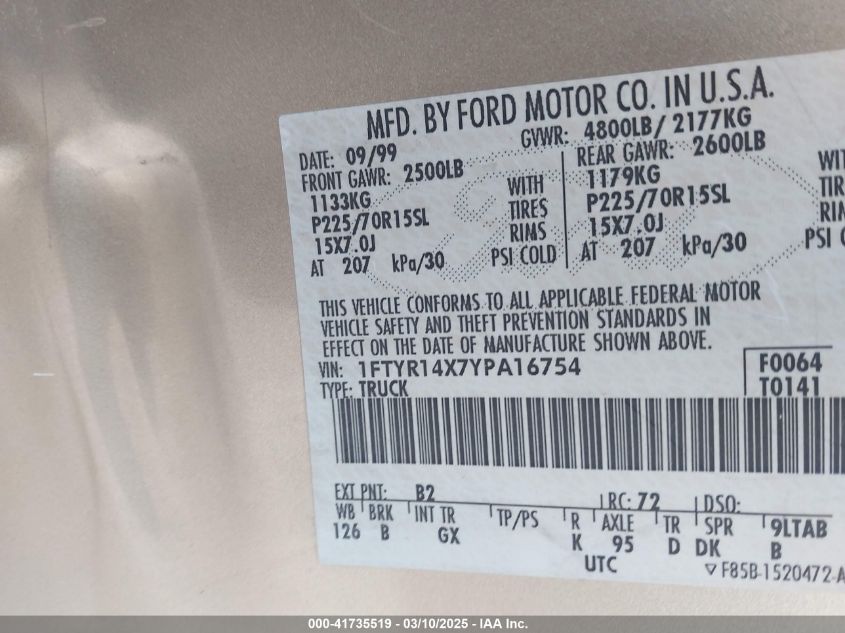 MFD. BY FORD MOTOR CO. IN U.S.A.
DATE: 09/99 GVWR: 4800LB/ 2177KG
FRONT GAWR: 2500LB REAR GAWR: 2600LB
1133KG WITH 1179KG WIT
P225/70R15SL TIRES P225/70R15SL TIR
15X7.0J RIMS 15X7.0J RIM
AT 207 kPa/30 PSI COLD AT 207 kPa/30 PSI C
THIS VEHICLE CONFORMS TO ALL APPLICABLE FEDERAL MOTOR
VEHICLE SAFETY AND THEFT PREVENTION STANDARDS IN
EFFECT ON THE DATE OF MANUFACTURE SHOWN ABOVE.
VIN: 1FTYR14X7YPA16754 F0064
TYPE: TRUCK T0141
EXT PNT: B2 RC: 72 DSO:
WB BRK INT TR TP/PS R AXLE TR SPR 9LTAB
126 B GX K 95 D DK B
UTC ▽F85B-1520472-A
000-41735519 - 03/10/2025 - IAA Inc.